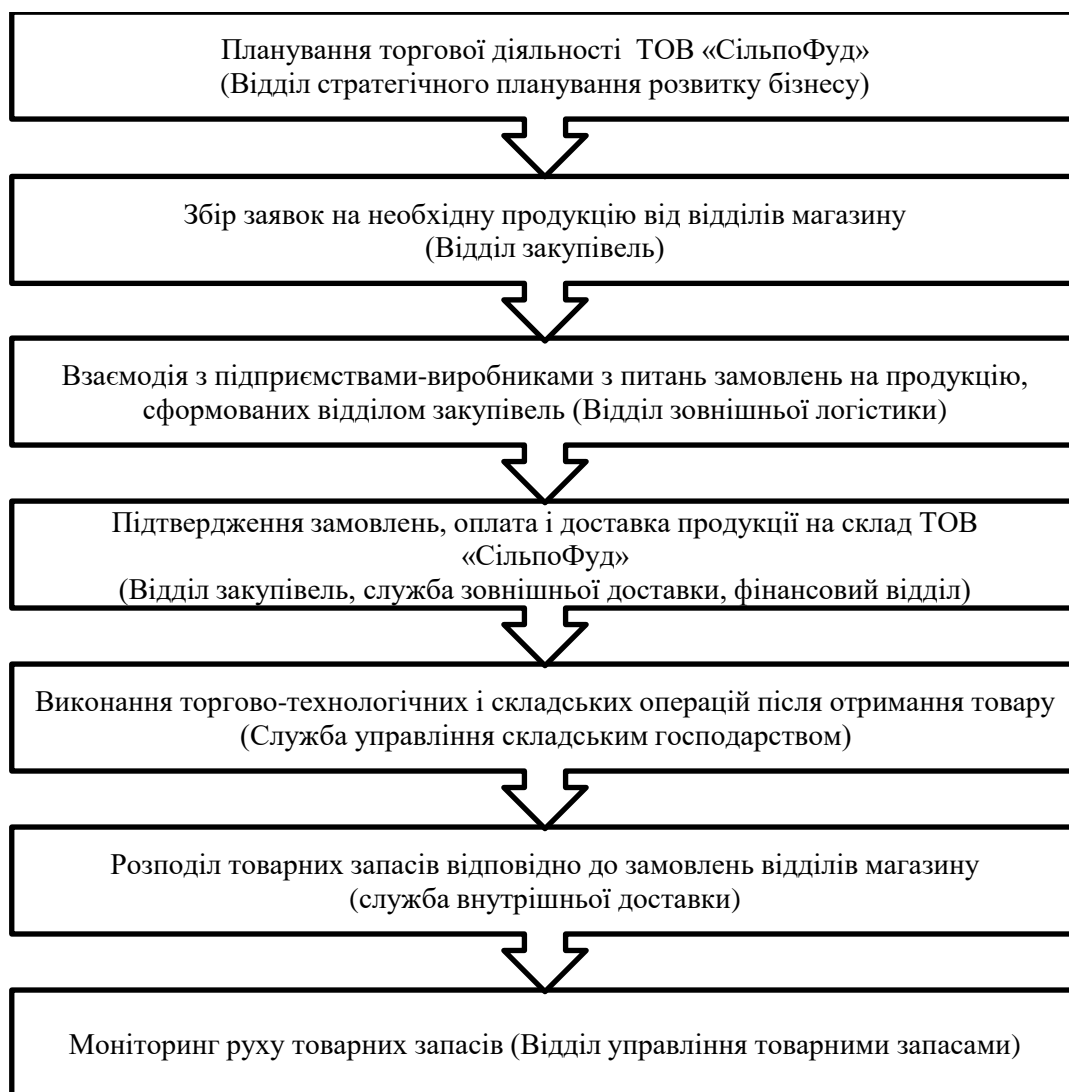 Планування торгової діяльності ТОВ «СільпоФуд»
(Відділ стратегічного планування розвитку бізнесу)
Збір заявок на необхідну продукцію від відділів магазину
(Відділ закупівель)
Взаємодія з підприємствами-виробниками з питань замовлень на продукцію,
сформованих відділом закупівель (Відділ зовнішньої логістики)
Підтвердження замовлень, оплата і доставка продукції на склад ТОВ
«СільпоФуд»
(Відділ закупівель, служба зовнішньої доставки, фінансовий відділ)
Виконання торгово-технологічних і складських операцій після отримання товару
(Служба управління складським господарством)
Розподіл товарних запасів відповідно до замовлень відділів магазину
(служба внутрішньої доставки)
Моніторинг руху товарних запасів (Відділ управління товарними запасами)